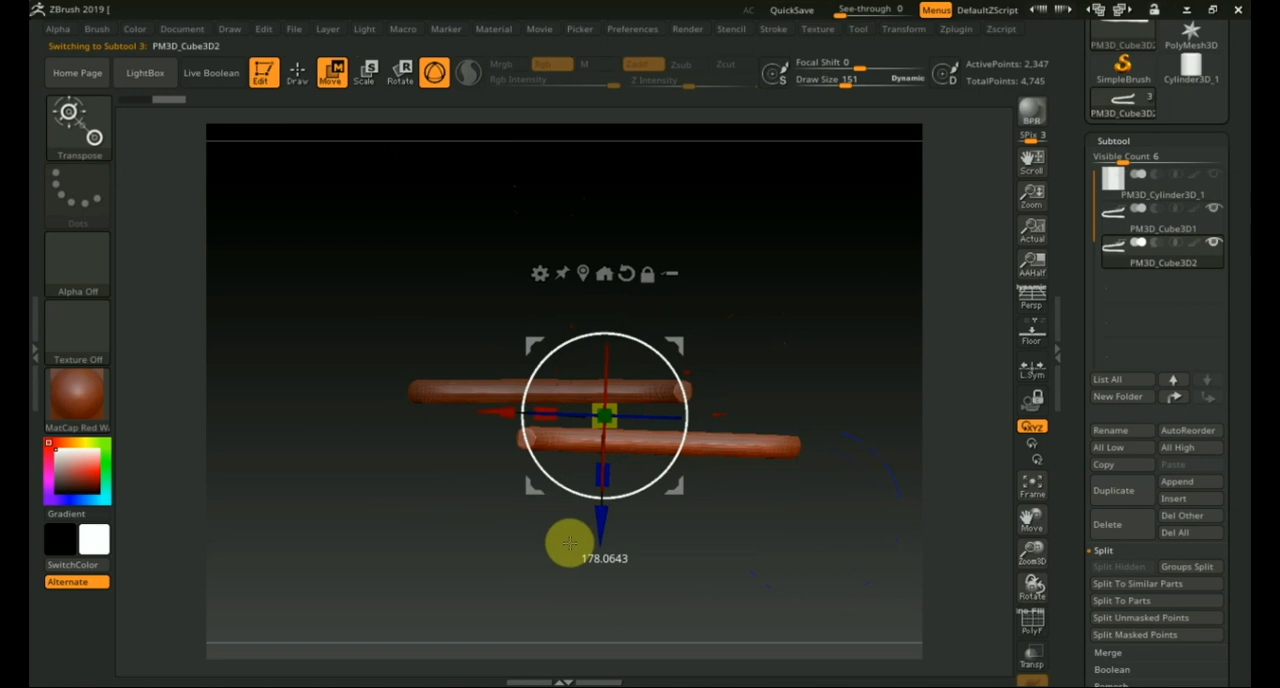 ZBrush 2019 [
AC QuickSave See-through 0 Menus DefaultZScript
Alpha Brush Color Document Draw Edit File Layer Light Macro Marker Material Movie Picker Preferences Render Stencil Stroke Texture Tool Transform Zplugin Zscript
Switching to Subtool 3: PM3D_Cube3D2
Home Page LightBox Live Boolean Edit Draw Move Scale Rotate
Mrgb Rgb M Zadd Zsub Zcut
Rgb Intensity Z Intensity
Focal Shift 0
Draw Size 151 Dynamic
ActivePoints: 2,347
TotalPoints: 4,745
Transpose
Dots
Alpha Off
Texture Off
MatCap Red W
Gradient
SwitchColor
Alternate
178.0643
BPR
SPix 3
Scroll
Zoom
Actual
AAHalf
Dynamic
Persp
Floor
L.Sym
XYZ
Frame
Move
Zoom3D
Rotate
PolyF
Transp
PM3D_Cube3D2 PolyMesh3D
SimpleBrush Cylinder3D_1
3
PM3D_Cube3D2
Subtool
Visible Count 6
PM3D_Cylinder3D_1
PM3D_Cube3D1
PM3D_Cube3D2
List All
New Folder
Rename AutoReorder
All Low All High
Copy Paste
Duplicate Append
Insert
Delete Del Other
Del All
Split
Split Hidden Groups Split
Split To Similar Parts
Split To Parts
Split Unmasked Points
Split Masked Points
Merge
Boolean